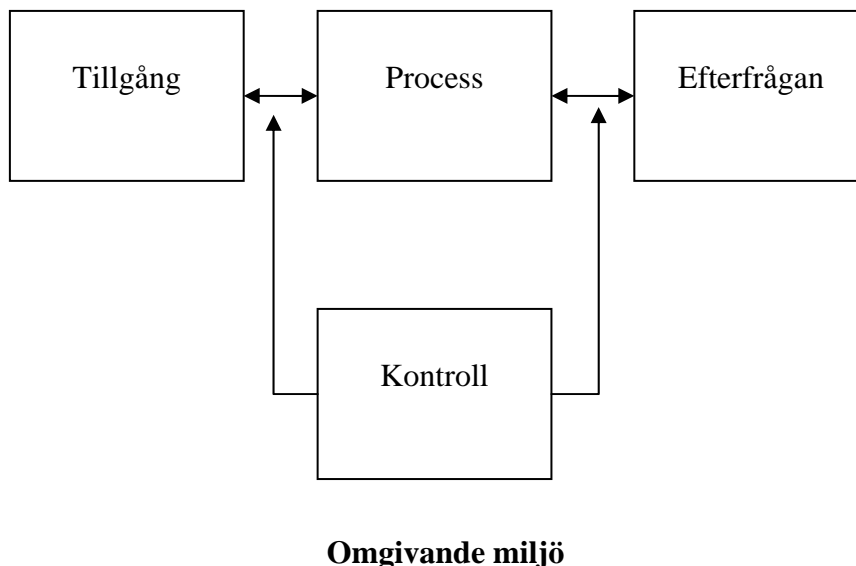 Tillgång
Process
Efterfrågan
Kontroll
Omgivande miljö